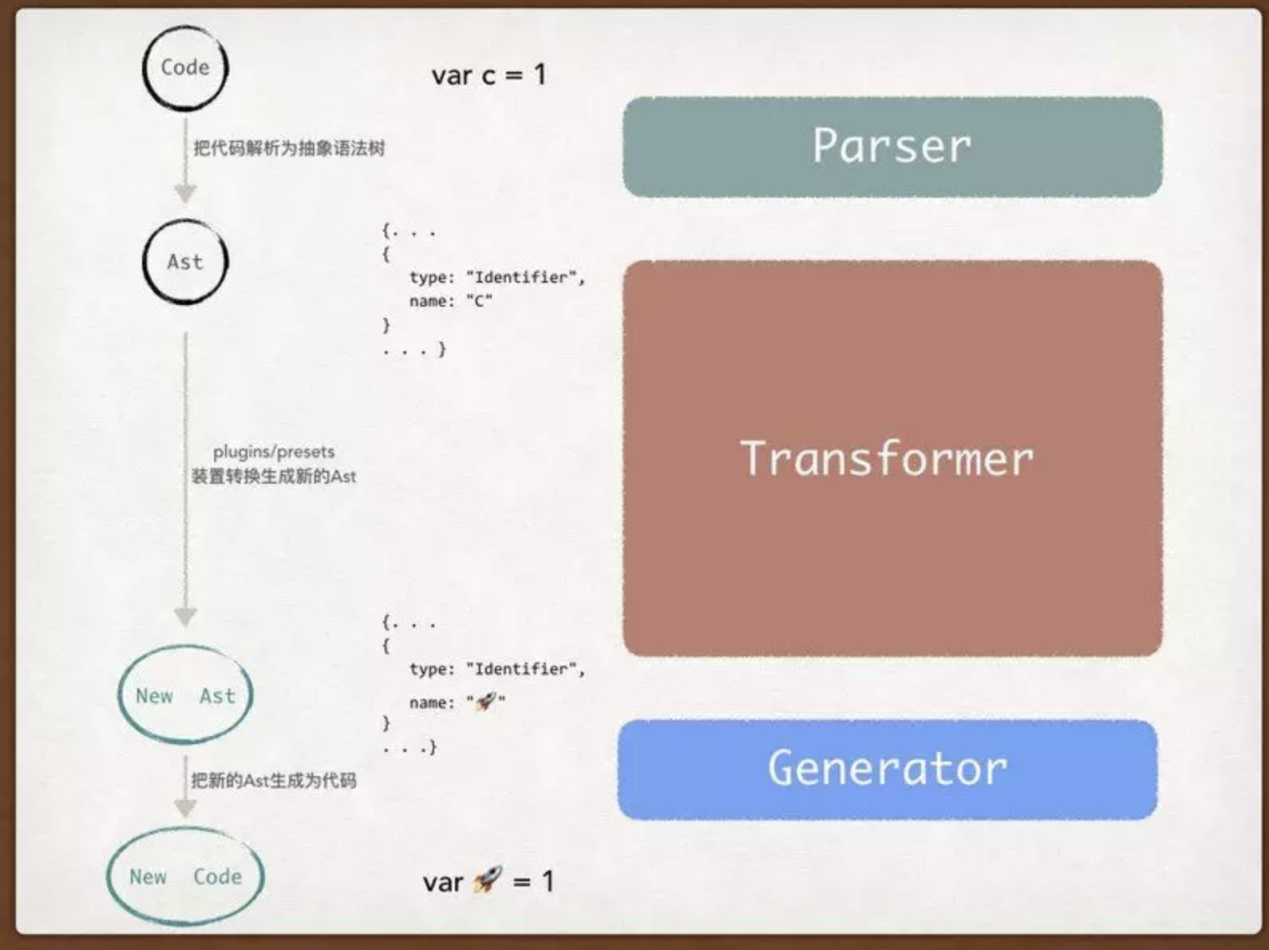 Code
var c = 1
Parser
把代码解析为抽象语法树
Ast
{. . .
{
type: "Identifier",
name: "C"
}
. . . }
Transformer
plugins/presets
装置转换生成新的Ast
{. . .
{
type: "Identifier",
name: "🚀"
}
. . .}
New Ast
Generator
把新的Ast生成为代码
New Code
var 🚀 = 1